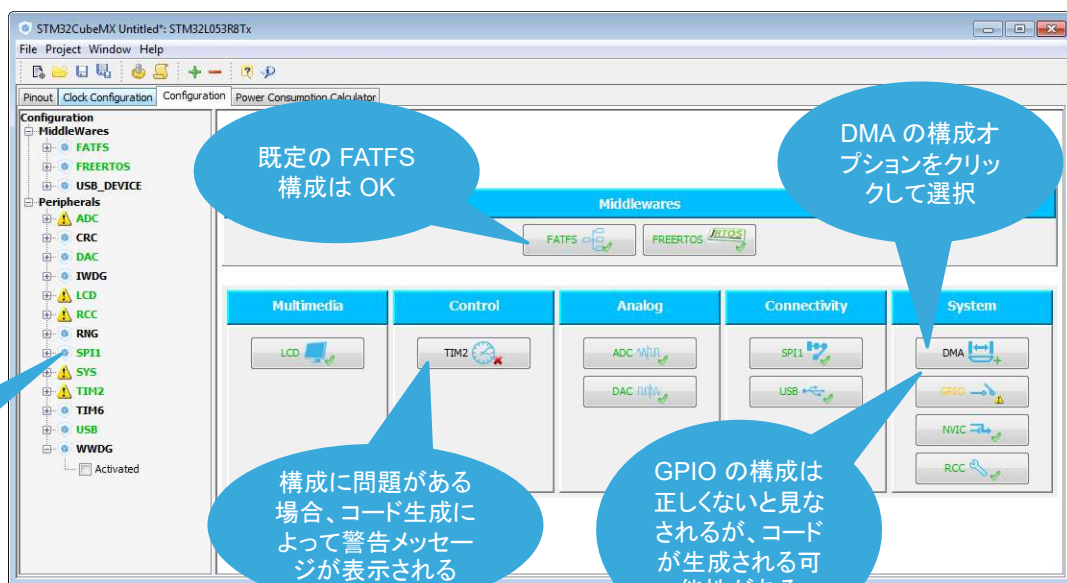 STM32CubeMX Untitled*: STM32L053R8Tx
File Project Window Help
Pinout Clock Configuration Configuration Power Consumption Calculator
Configuration
MiddleWares
FATFS
FREERTOS
USB_DEVICE
Peripherals
ADC
CRC
DAC
IWDG
LCD
RCC
RNG
SPI1
SYS
TIM2
TIM6
USB
WWDG
Activated
既定の FATFS
構成は OK
DMA の構成オ
プションをクリッ
クして選択
Middlewares
FATFS
FREERTOS
Multimedia
LCD
Control
TIM2
Analog
ADC
DAC
Connectivity
SPI1
USB
System
DMA
GPIO
NVIC
RCC
構成に問題がある
場合、コード生成に
よって警告メッセー
ジが表示される
GPIO の構成は
正しくないと見な
されるが、コード
が生成される可
能性がある